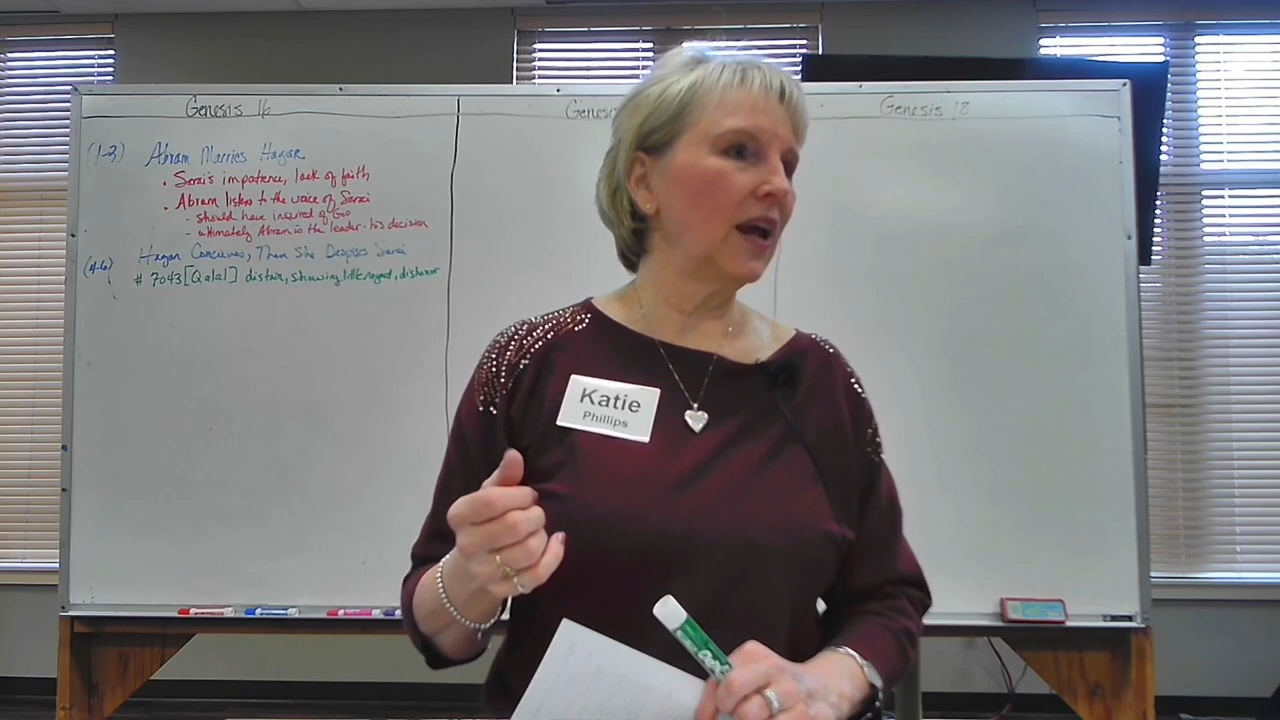 Genesis 16
Genesis
Genesis 18
(1-3) Abram Marries Hagar
• Sarai's impatience, lack of faith
• Abram listens to the voice of Sarai
- should have inquired of God
- ultimately Abram is the leader - his decision
(4-6) Hagar Conceives, Then She Despises Sarai
# 7043 [Qalal] disdain, showing little regard, dishonor
Katie
Phillips